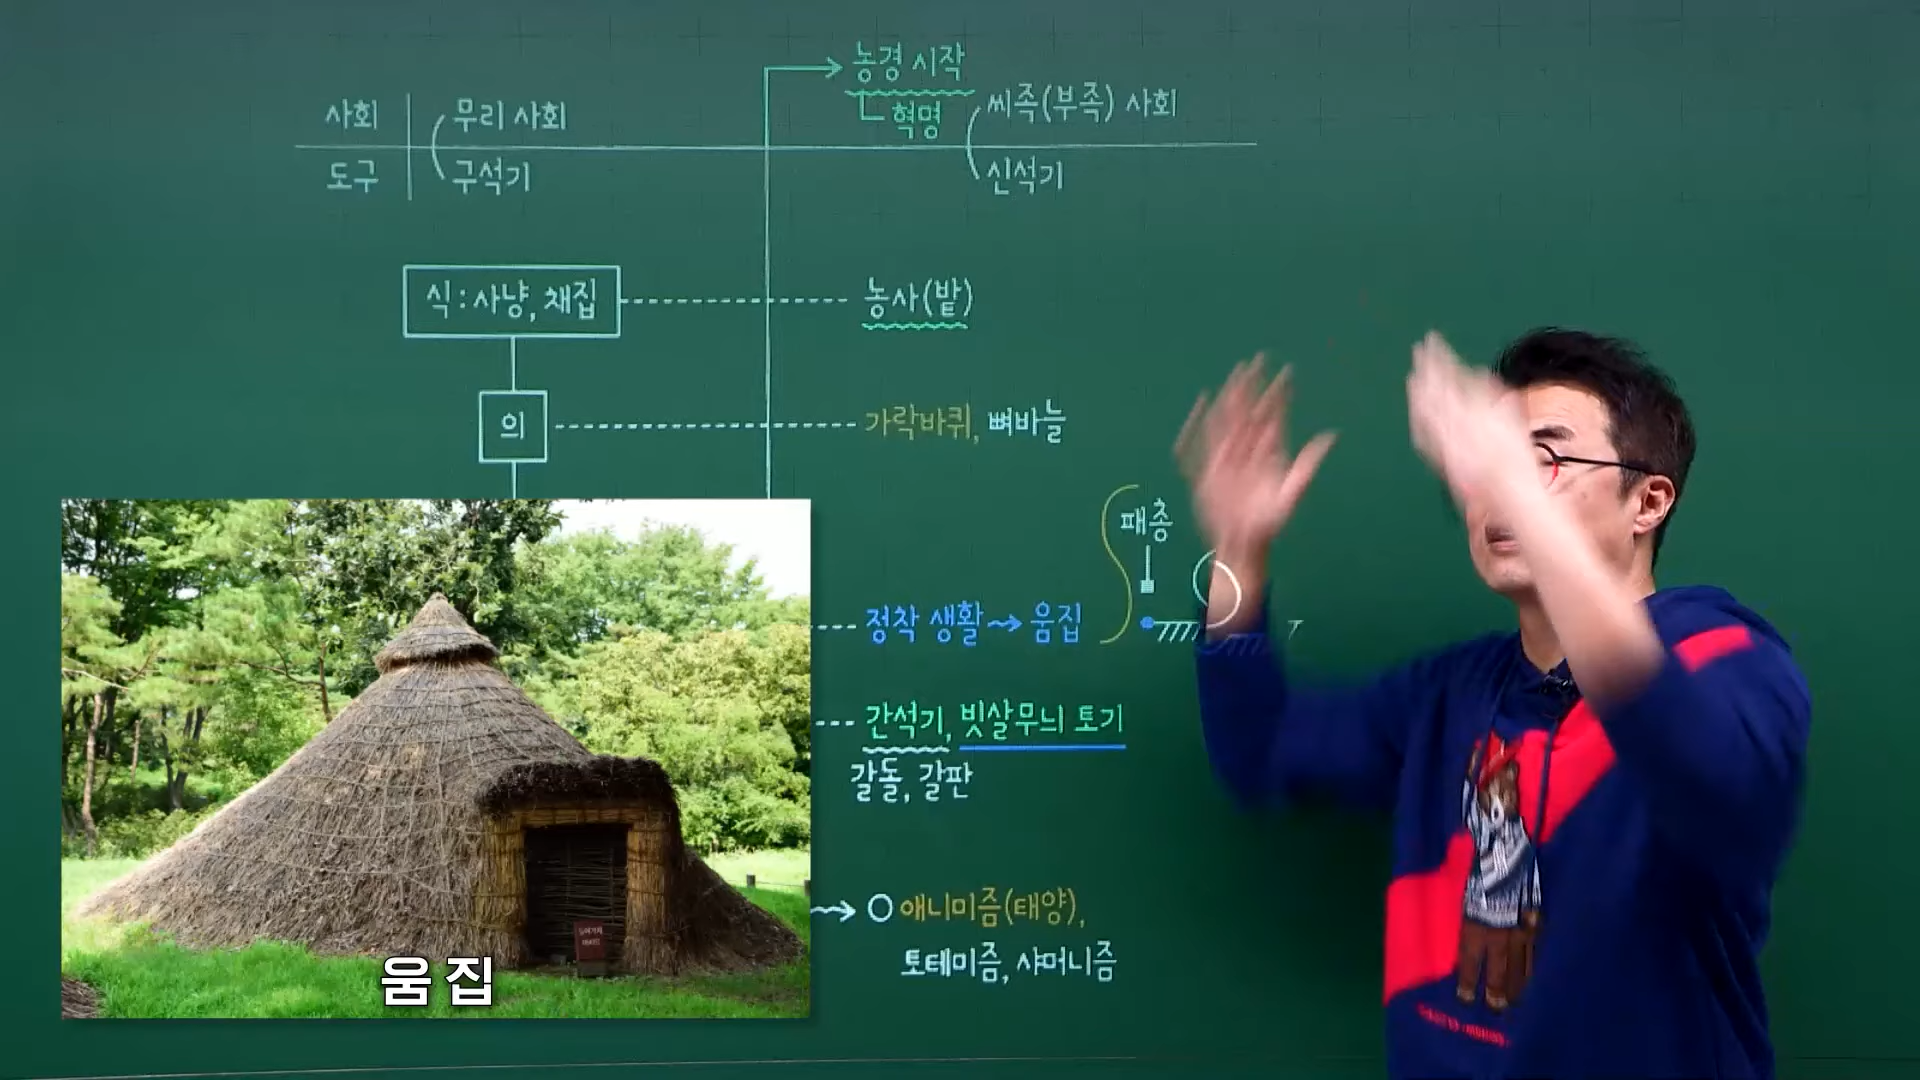 농경 시작
혁명
사회
무리 사회
씨족(부족) 사회
도구
구석기
신석기
식 : 사냥, 채집
농사(밭)
의
가락바퀴, 뼈바늘
패총
정착 생활 → 움집
간석기, 빗살무늬 토기
갈돌, 갈판
애니미즘(태양),
토테미즘, 샤머니즘
움집